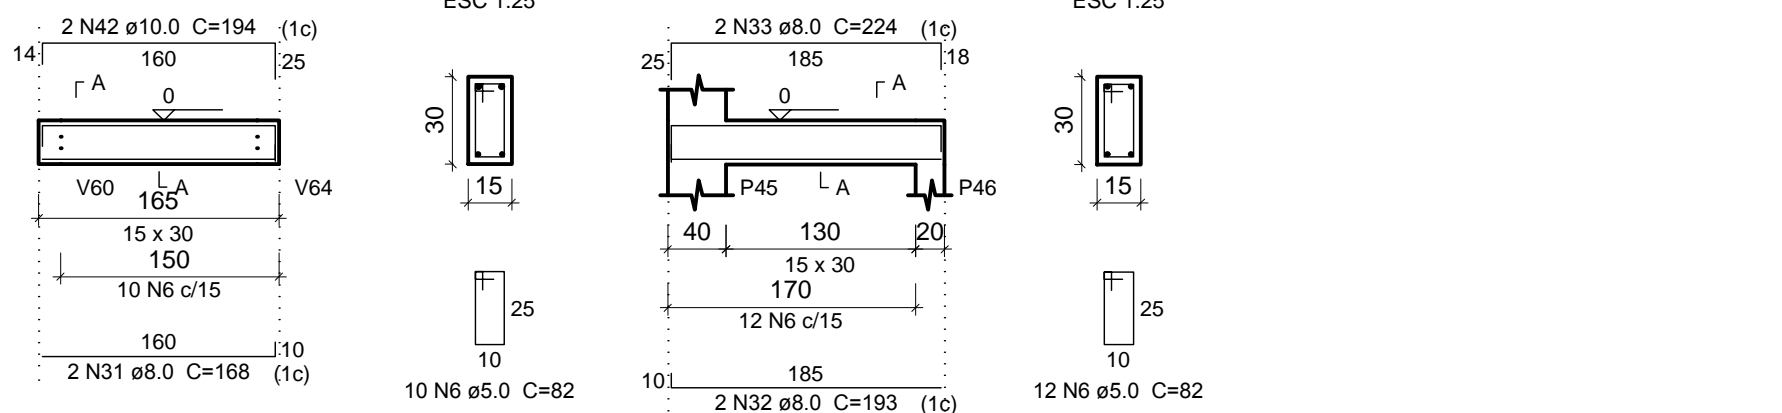 ESC 1:25
ESC 1:25
2 N42 ø10.0 C=194 (1c)
14
160
25
A
0
V60
A
V64
165
15 x 30
150
10 N6 c/15
160
10
2 N31 ø8.0 C=168 (1c)
30
15
25
10
10 N6 ø5.0 C=82
2 N33 ø8.0 C=224 (1c)
25
185
18
A
0
P45
A
P46
40
130
20
15 x 30
170
12 N6 c/15
10
185
2 N32 ø8.0 C=193 (1c)
30
15
25
10
12 N6 ø5.0 C=82